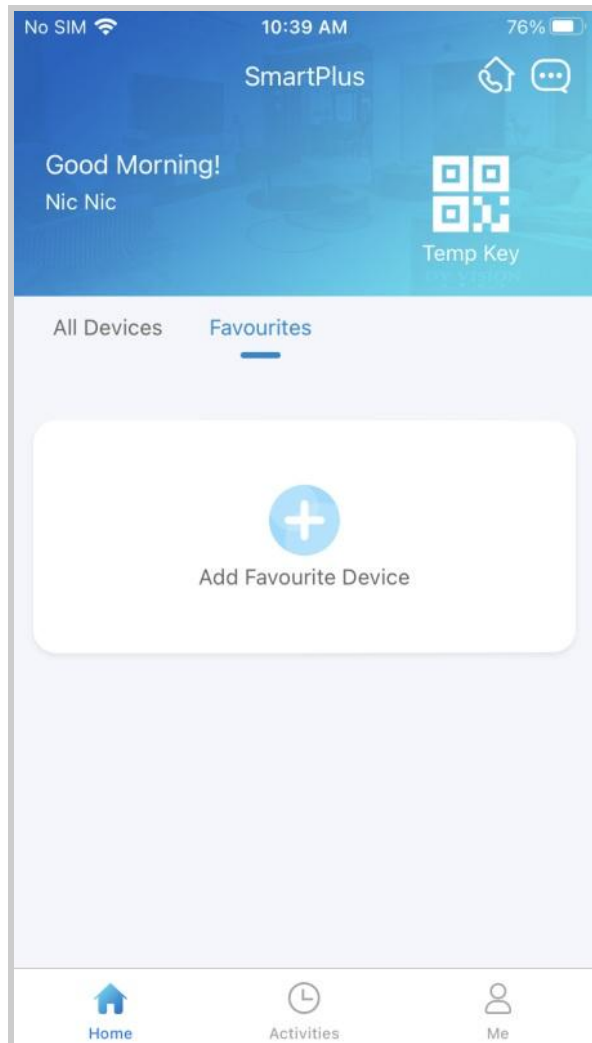 No SIM 10:39 AM 76%
SmartPlus
Good Morning!
Nic Nic
Temp Key
All Devices Favourites
Add Favourite Device
Home Activities Me